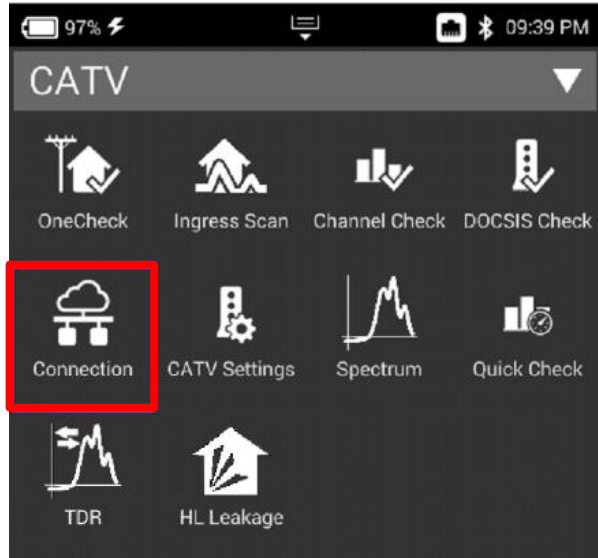 97% 09:39 PM
CATV
OneCheck Ingress Scan Channel Check DOCSIS Check
Connection CATV Settings Spectrum Quick Check
TDR HL Leakage